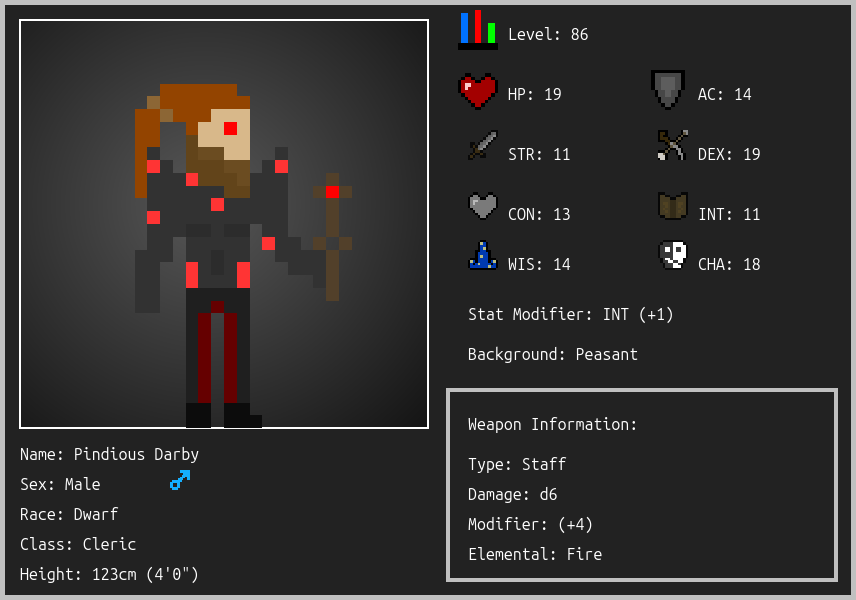 Level: 86
HP: 19
AC: 14
STR: 11
DEX: 19
CON: 13
INT: 11
WIS: 14
CHA: 18
Stat Modifier: INT (+1)
Background: Peasant
Weapon Information:
Type: Staff
Damage: d6
Modifier: (+4)
Elemental: Fire
Name: Pindious Darby
Sex: Male
Race: Dwarf
Class: Cleric
Height: 123cm (4'0")